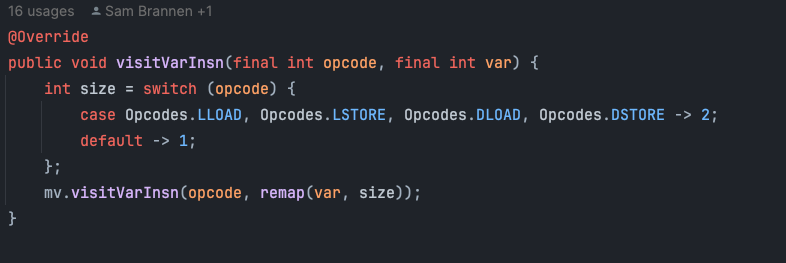 16 usages Sam Brannen +1
@Override
public void visitVarInsn(final int opcode, final int var) {
    int size = switch (opcode) {
        case Opcodes.LLOAD, Opcodes.LSTORE, Opcodes.DLOAD, Opcodes.DSTORE -> 2;
        default -> 1;
    };
    mv.visitVarInsn(opcode, remap(var, size));
}